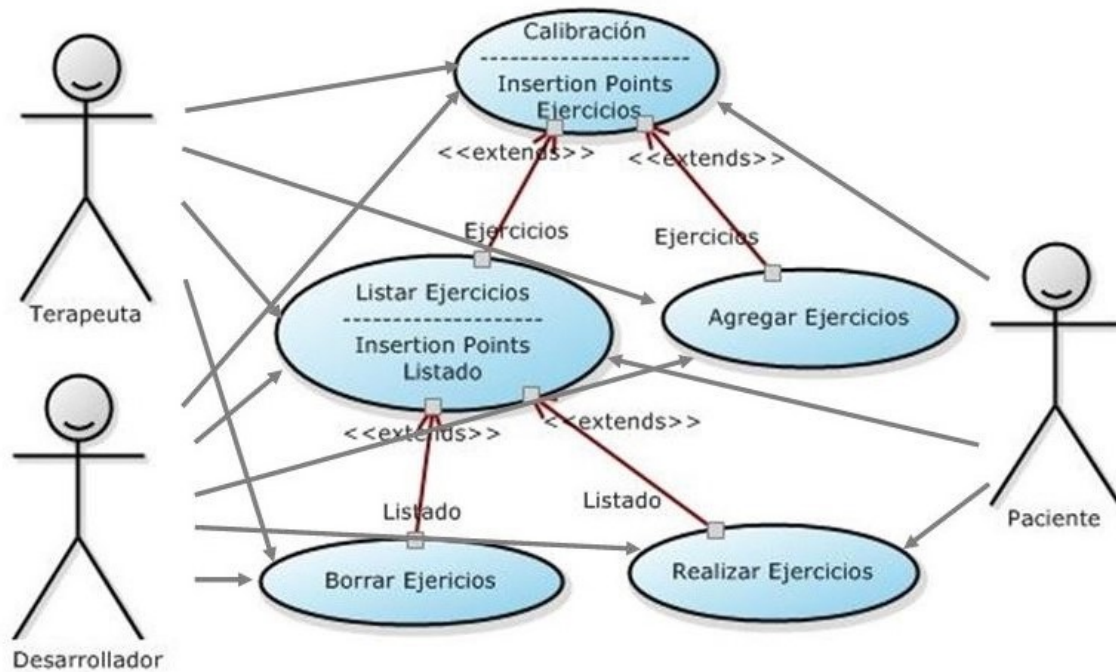 Calibración
Insertion Points
Ejercicios
<<extends>>
<<extends>>
Ejercicios
Ejercicios
Terapeuta
Listar Ejercicios
Insertion Points
Listado
Agregar Ejercicios
<<extends>>
<<extends>>
Listado
Listado
Paciente
Borrar Ejericios
Realizar Ejercicios
Desarrollador